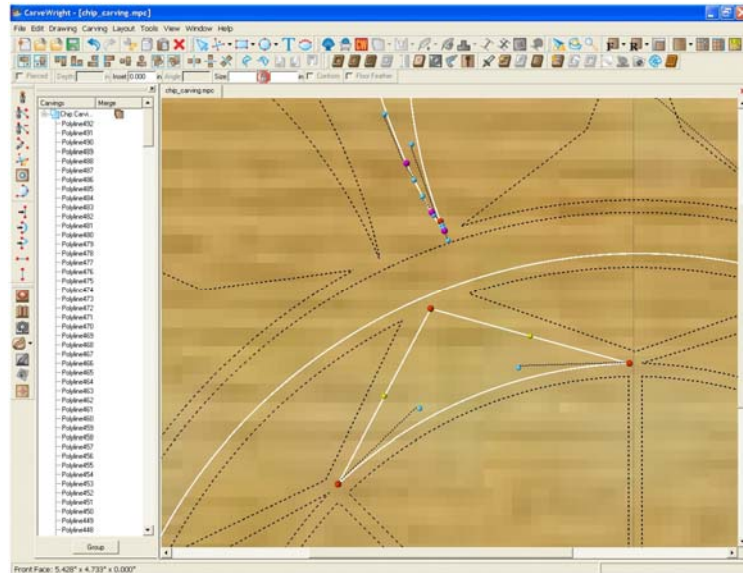 CarveWright - [chip_carving.mpc]
File Edit Drawing Carving Layout Tools View Window Help
Pierced Depth: in Inset 0.000 in Angle: Size: in Contours Floor Feather
Carvings Merge
chip_carving.mpc
Chip Carvi...
Polyline492
Polyline491
Polyline490
Polyline489
Polyline488
Polyline487
Polyline486
Polyline485
Polyline484
Polyline483
Polyline482
Polyline481
Polyline480
Polyline479
Polyline478
Polyline477
Polyline476
Polyline475
Polyline474
Polyline473
Polyline472
Polyline471
Polyline470
Polyline469
Polyline468
Polyline467
Polyline466
Polyline465
Polyline464
Polyline463
Polyline462
Polyline461
Polyline460
Polyline459
Polyline458
Polyline457
Polyline456
Polyline455
Polyline454
Polyline453
Polyline452
Polyline451
Polyline450
Polyline449
Polyline448
Group
Front Face: 5.428" x 4.733" x 0.000"